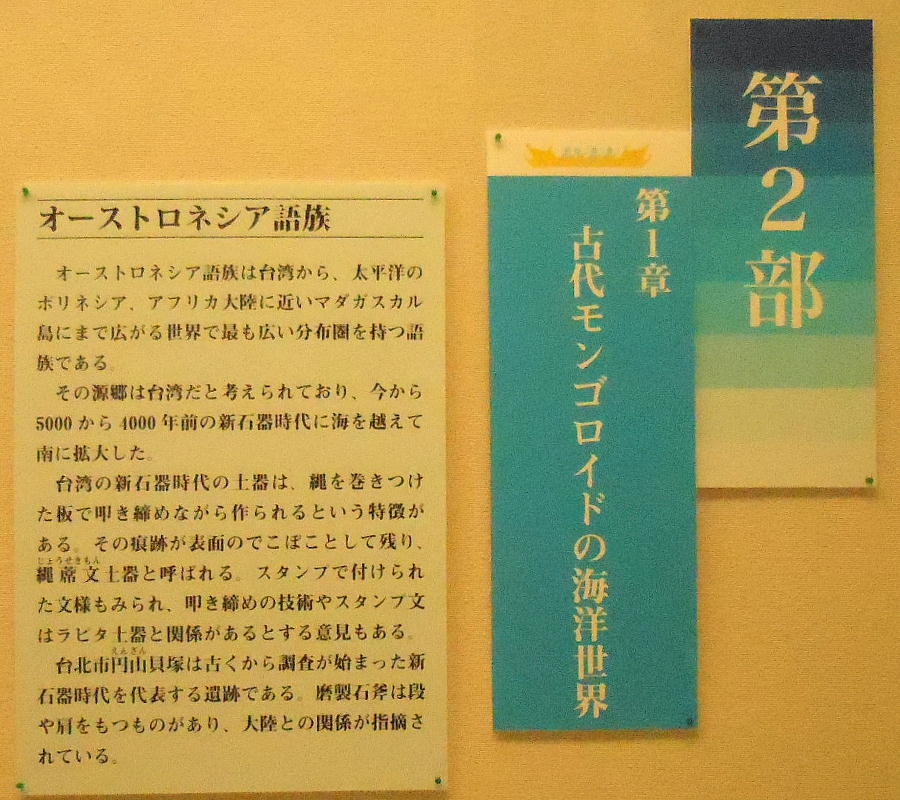 第2部
第1章
古代モンゴロイドの海洋世界
オーストロネシア語族
オーストロネシア語族は台湾から、太平洋の
ポリネシア、アフリカ大陸に近いマダガスカル
島にまで広がる世界で最も広い分布圏を持つ語
族である。
その源郷は台湾だと考えられており、今から
5000から4000年前の新石器時代に海を越えて
南に拡大した。
台湾の新石器時代の土器は、縄を巻きつけ
た板で叩き締めながら作られるという特徴が
ある。その痕跡が表面のでこぼことして残り、
じょうせきもん
縄蓆文土器と呼ばれる。スタンプで付けられ
た文様もみられ、叩き締めの技術やスタンプ文
はラピタ土器と関係があるとする意見もある。
えんざん
台北市円山貝塚は古くから調査が始まった新
石器時代を代表する遺跡である。磨製石斧は段
や肩をもつものがあり、大陸との関係が指摘さ
れている。